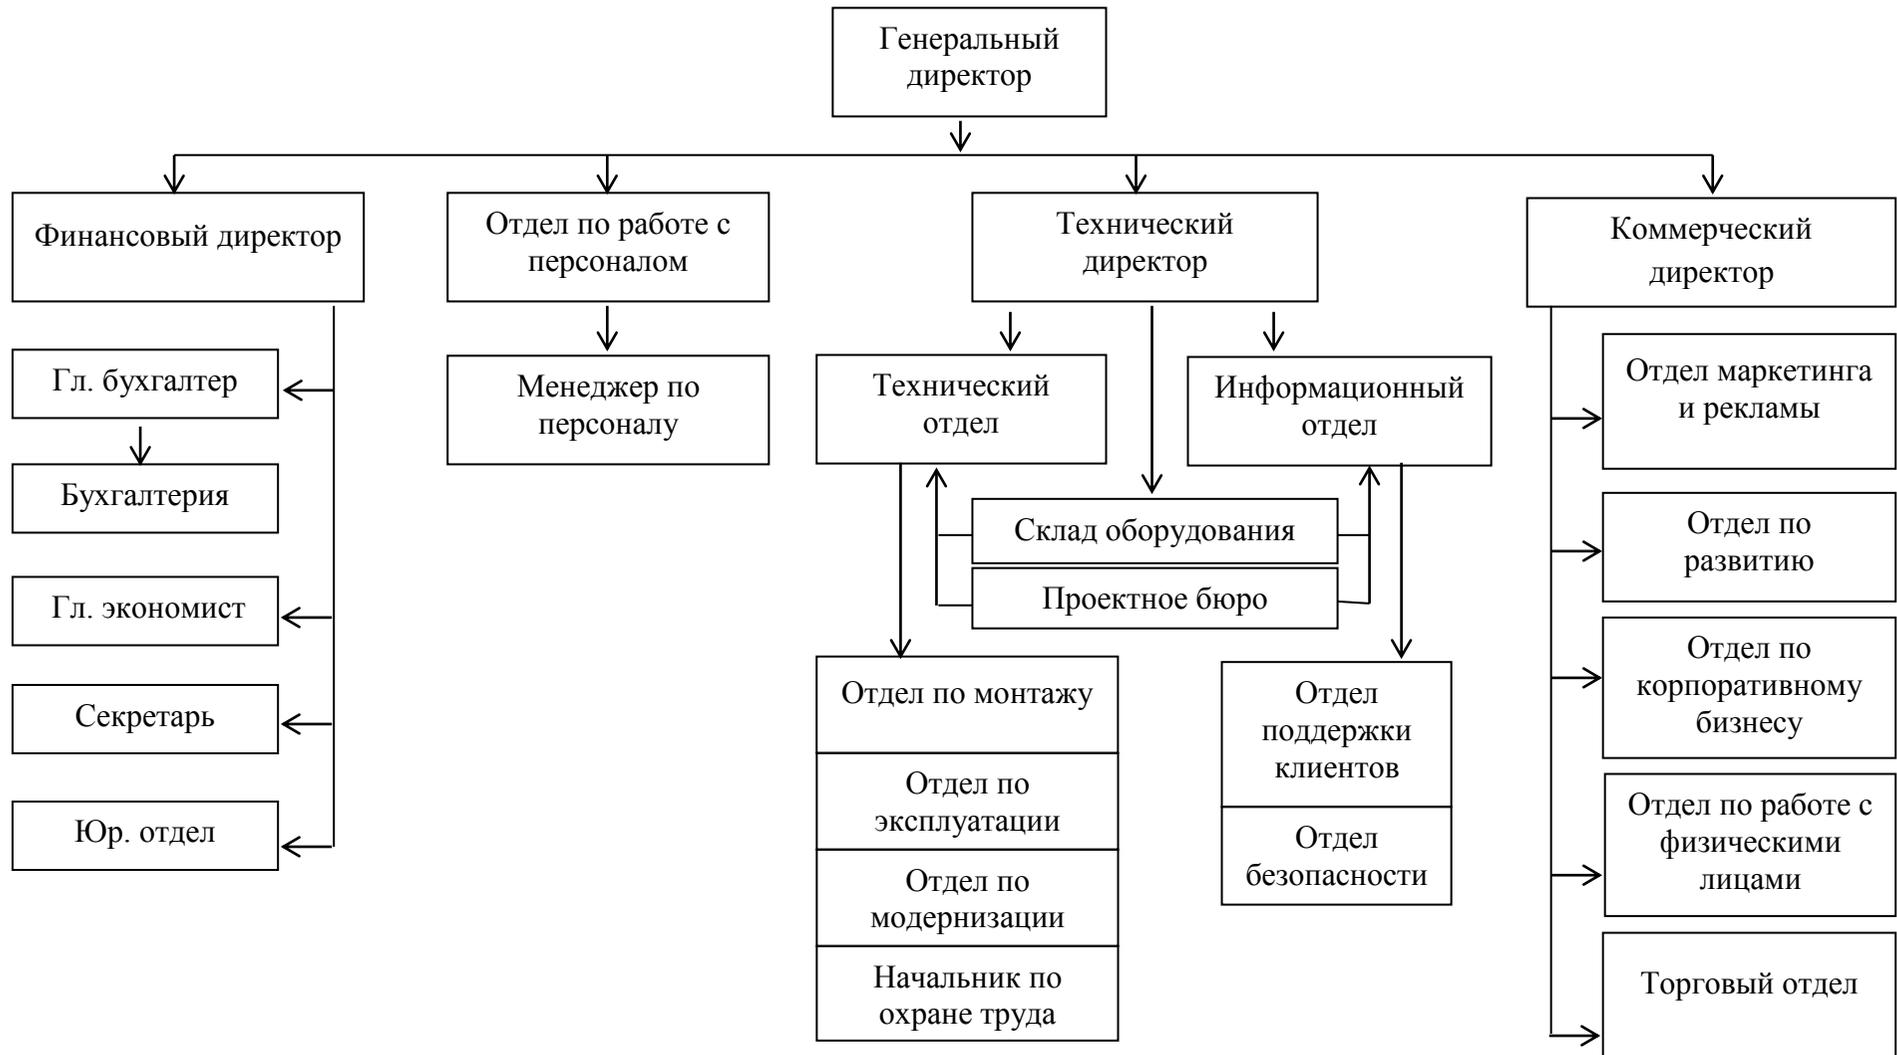 Генеральный
директор
Финансовый директор
Отдел по работе с
персоналом
Технический
директор
Коммерческий
директор
Гл. бухгалтер
Бухгалтерия
Гл. экономист
Секретарь
Юр. отдел
Менеджер по
персоналу
Технический
отдел
Информационный
отдел
Склад оборудования
Проектное бюро
Отдел по монтажу
Отдел по
эксплуатации
Отдел по
модернизации
Начальник по
охране труда
Отдел
поддержки
клиентов
Отдел
безопасности
Отдел маркетинга
и рекламы
Отдел по
развитию
Отдел по
корпоративному
бизнесу
Отдел по работе с
физическими
лицами
Торговый отдел